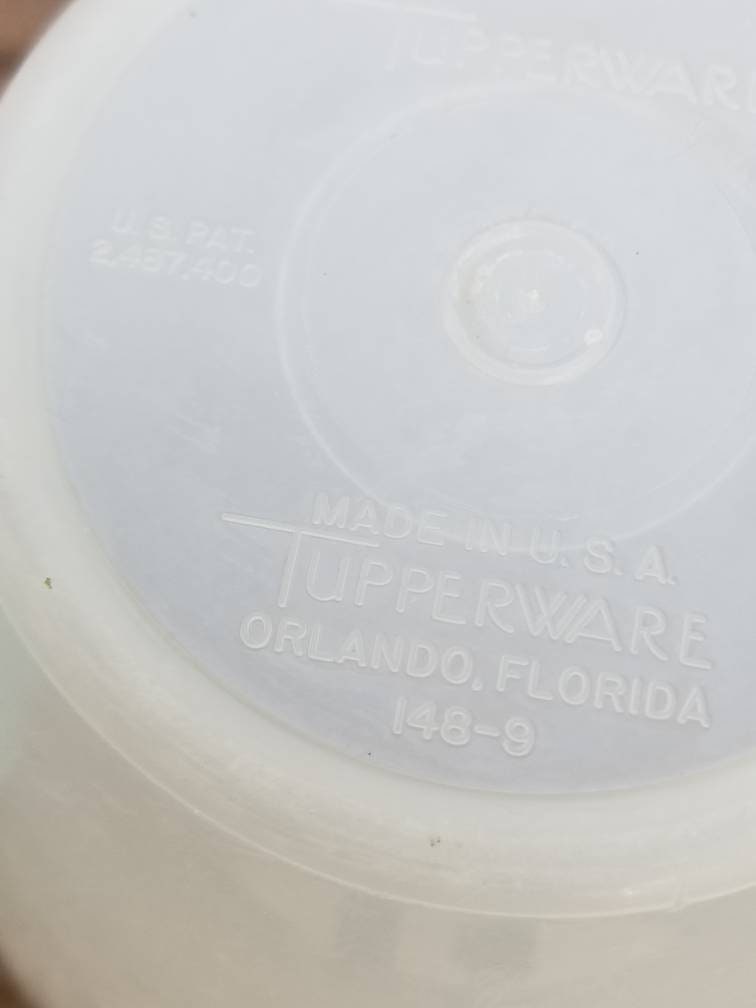 TUPPERWARE
U. S. PAT.
2,487,400
MADE IN U. S. A.
TUPPERWARE
ORLANDO, FLORIDA
148-9